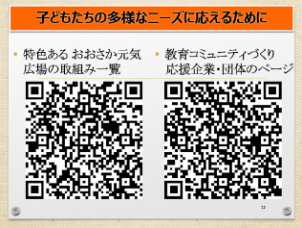 子どもたちの多様なニーズに応えるために
• 特色ある おおさか元気
広場の取組み一覧
• 教育コミュニティづくり
応援企業・団体のページ